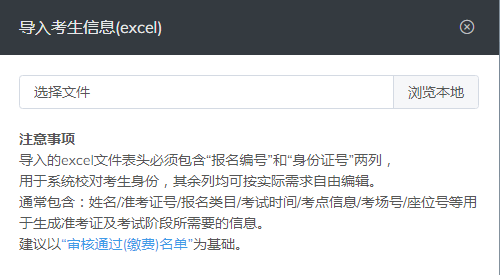 导入考生信息(excel)
选择文件 浏览本地
注意事项
导入的excel文件表头必须包含“报名编号”和“身份证号”两列，
用于系统校对考生身份，其余列均可按实际需求自由编辑。
通常包含：姓名/准考证号/报名类目/考试时间/考点信息/考场号/座位号等用
于生成准考证及考试阶段所需要的信息。
建议以“审核通过(缴费)名单”为基础。